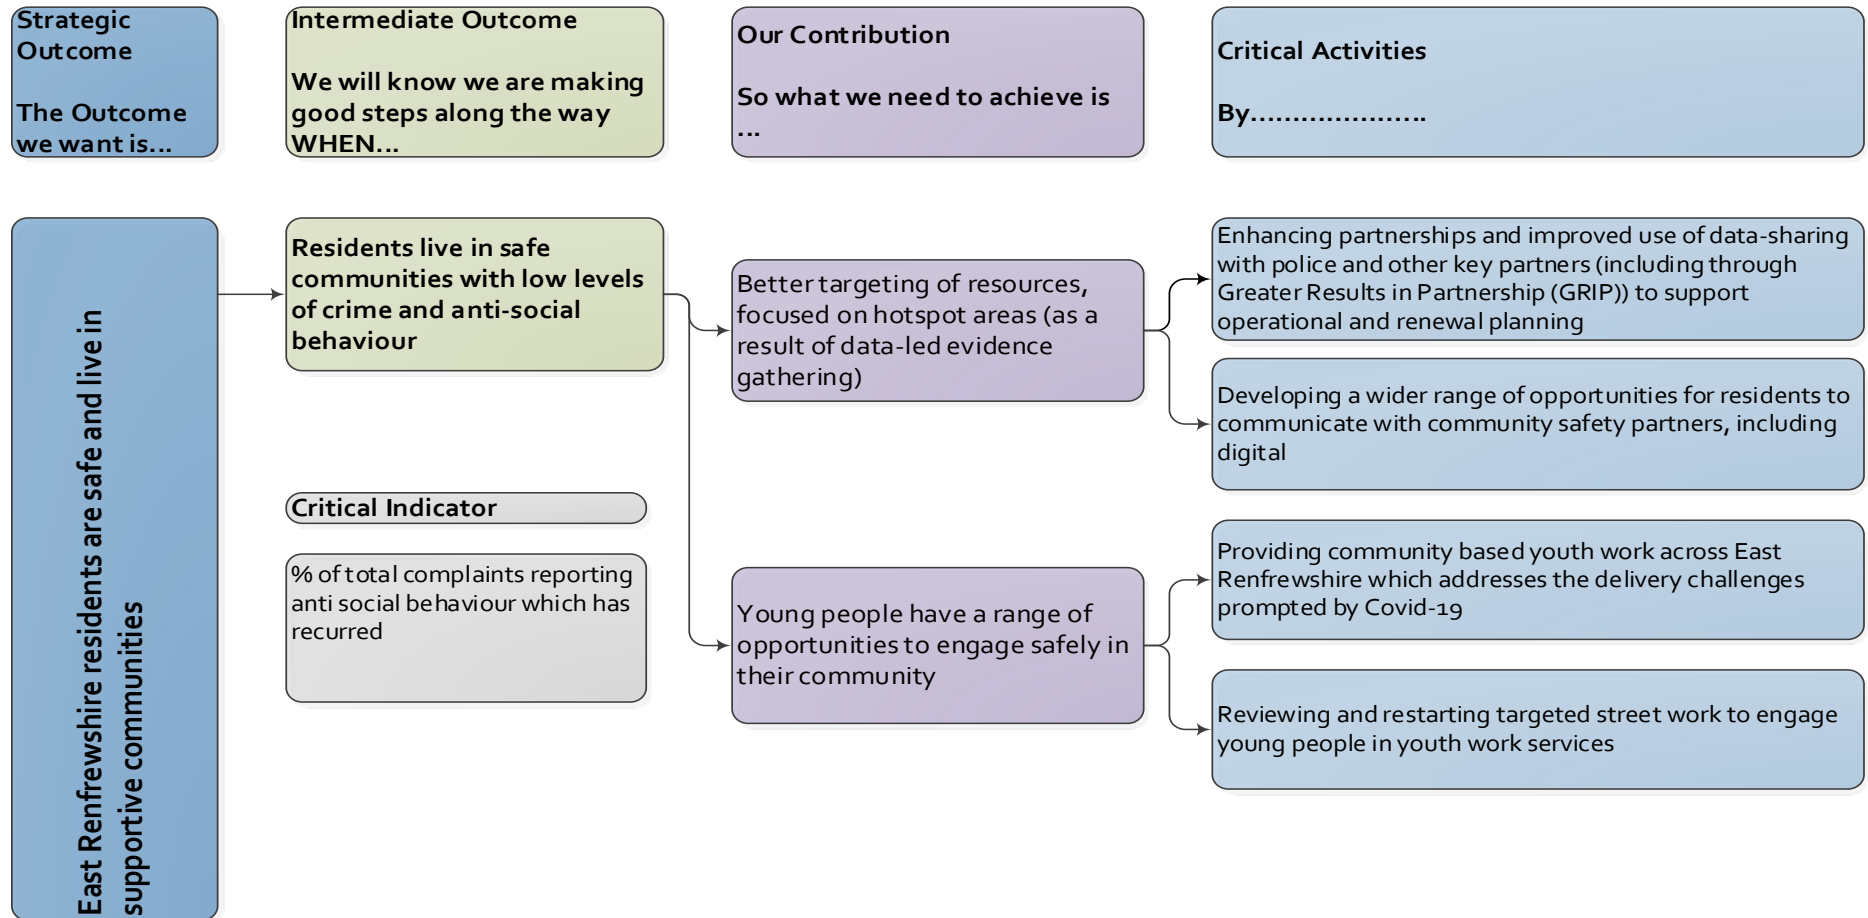 Strategic
Outcome
The Outcome
we want is...
Intermediate Outcome
We will know we are making
good steps along the way
WHEN...
Our Contribution
So what we need to achieve is
...
Critical Activities
By.....................
East Renfrewshire residents are safe and live in
supportive communities
Residents live in safe
communities with low levels
of crime and anti-social
behaviour
Critical Indicator
% of total complaints reporting
anti social behaviour which has
recurred
Better targeting of resources,
focused on hotspot areas (as a
result of data-led evidence
gathering)
Young people have a range of
opportunities to engage safely in
their community
Enhancing partnerships and improved use of data-sharing
with police and other key partners (including through
Greater Results in Partnership (GRIP)) to support
operational and renewal planning
Developing a wider range of opportunities for residents to
communicate with community safety partners, including
digital
Providing community based youth work across East
Renfrewshire which addresses the delivery challenges
prompted by Covid-19
Reviewing and restarting targeted street work to engage
young people in youth work services